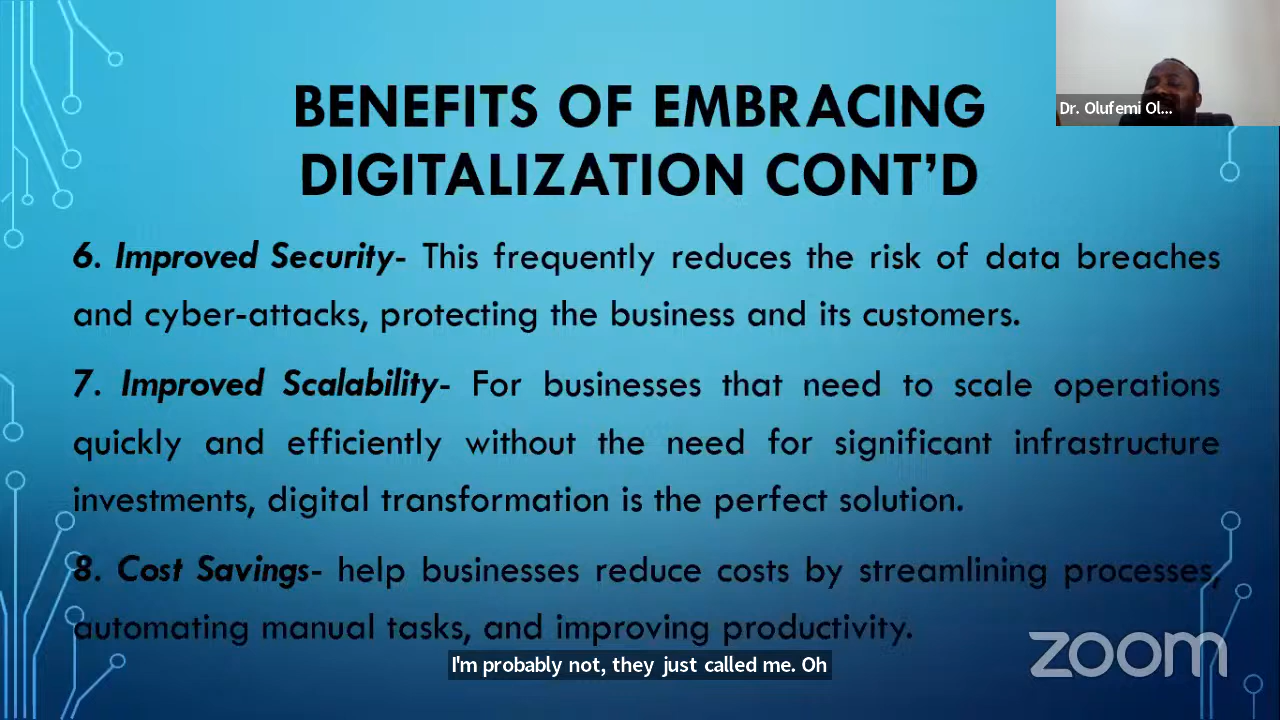 BENEFITS OF EMBRACING
DIGITALIZATION CONT’D
Dr. Olufemi Ol...
6. Improved Security- This frequently reduces the risk of data breaches
and cyber-attacks, protecting the business and its customers.
7. Improved Scalability- For businesses that need to scale operations
quickly and efficiently without the need for significant infrastructure
investments, digital transformation is the perfect solution.
8. Cost Savings- help businesses reduce costs by streamlining processes,
automating manual tasks, and improving productivity.
I'm probably not, they just called me. Oh
zoom